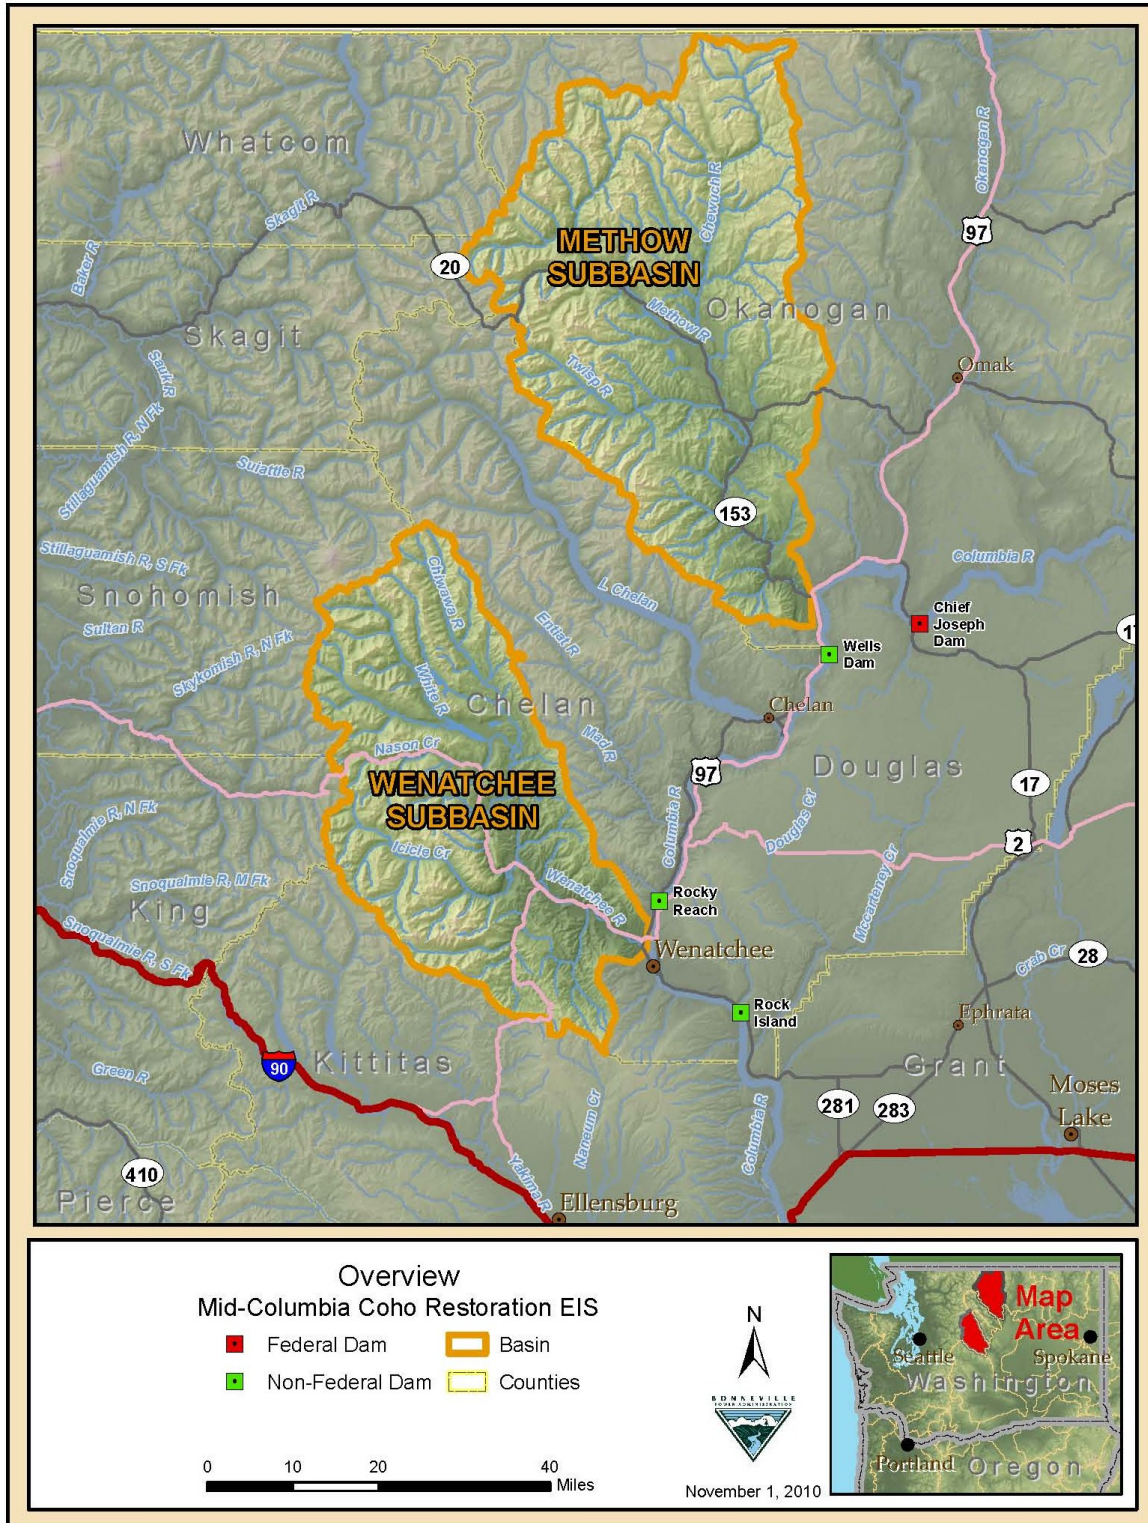 Whatcom
Okanogan R
Skagit R
Chewuch R
Baker R
20
METHOW
SUBBASIN
97
Okanogan
Methow R
Skagit
Sauk R
Twisp R
Omak
Stillaguamish R, N Fk
Suiattle R
153
Stillaguamish R, S Fk
Columbia R
Snohomish
Chiwawa R
L Chelan
Chief
Joseph
Dam
Sultan R
Entiat R
Skykomish R, N Fk
Wells
Dam
White R
Chelan
Chelan
Nason Cr
Mad R
97
Douglas
WENATCHEE
SUBBASIN
17
Columbia R
Douglas Cr
Snoqualmie R, N Fk
2
Icicle Cr
Mccarteney Cr
Snoqualmie R, M Fk
Wenatchee R
Rocky
Reach
King
Snoqualmie R, S Fk
Wenatchee
28
Crab Cr
Rock
Island
Ephrata
90
Kittitas
Grant
Green R
Moses
Lake
281
283
Naneum Cr
Columbia R
410
Yakima R
Pierce
Ellensburg
Overview
Mid-Columbia Coho Restoration EIS
Federal Dam
Basin
Non-Federal Dam
Counties
0 10 20 40
Miles
N
BONNEVILLE
POWER ADMINISTRATION
November 1, 2010
Map
Area
Seattle
Spokane
Washington
Portland
Oregon